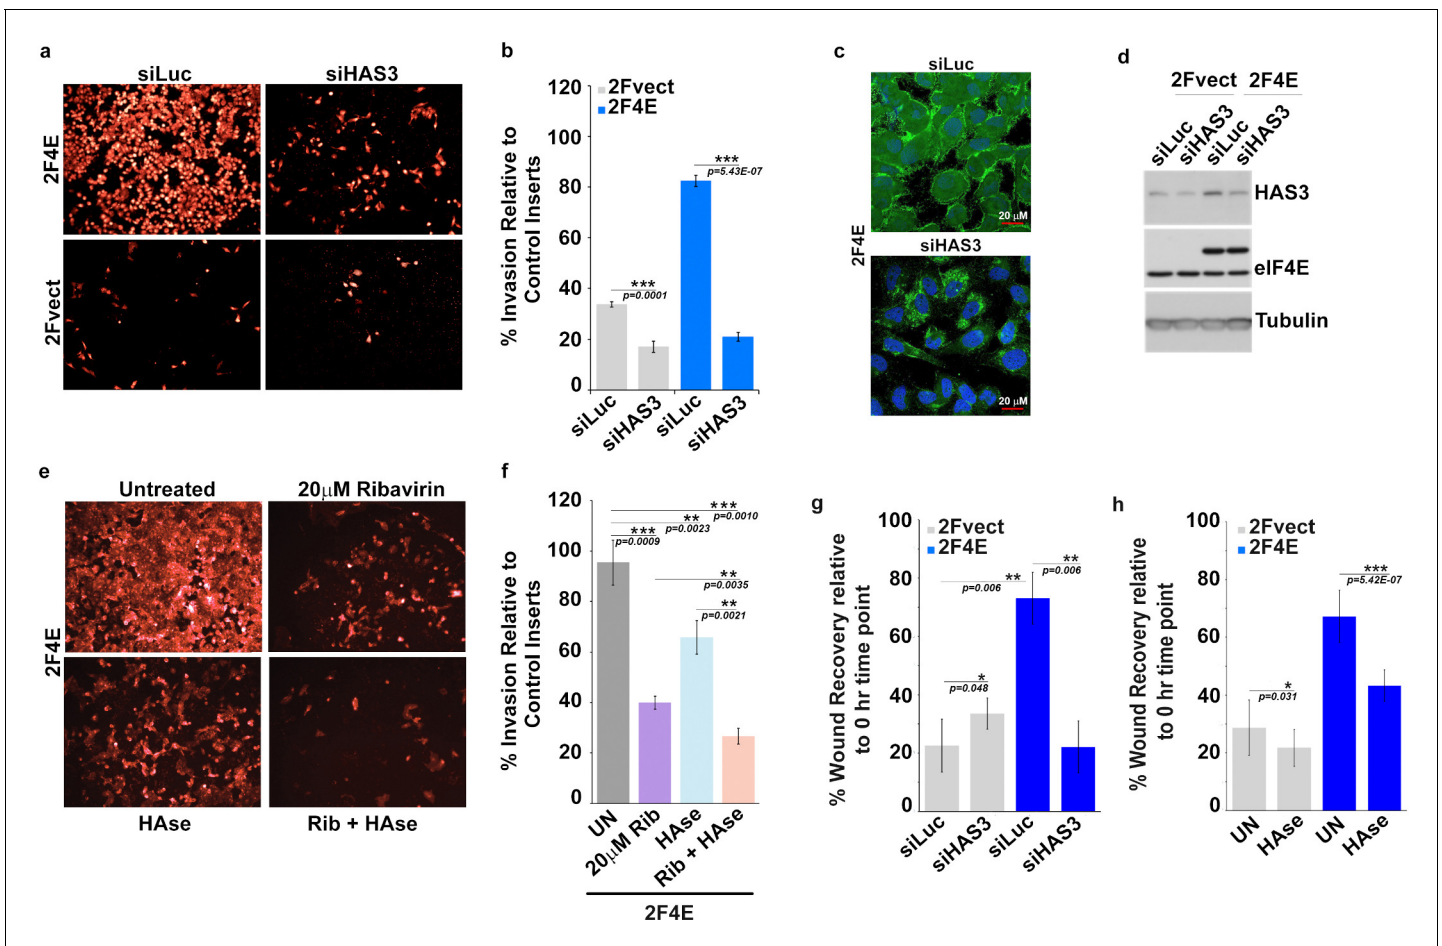 a
siLuc
siHAS3
2F4E
2Fvect
b
2Fvect
2F4E
% Invasion Relative to
Control Inserts
120
100
80
60
40
20
0
***
p=0.0001
***
p=5.43E-07
siLuc
siHAS3
siLuc
siHAS3
c
siLuc
20 μM
2F4E
siHAS3
20 μM
d
2Fvect 2F4E
siLuc
siHAS3
siLuc
siHAS3
HAS3
eIF4E
Tubulin
e
Untreated
20μM Ribavirin
2F4E
HAse
Rib + HAse
f
% Invasion Relative to
Control Inserts
120
100
80
60
40
20
0
***
p=0.0010
**
p=0.0023
***
p=0.0009
**
p=0.0035
**
p=0.0021
UN
20μM Rib
HAse
Rib + HAse
2F4E
g
2Fvect
2F4E
% Wound Recovery relative
to 0 hr time point
100
80
60
40
20
0
**
p=0.006
**
p=0.006
*
p=0.048
siLuc
siHAS3
siLuc
siHAS3
h
2Fvect
2F4E
% Wound Recovery relative
to 0 hr time point
100
80
60
40
20
0
***
p=5.42E-07
*
p=0.031
UN
HAse
UN
HAse